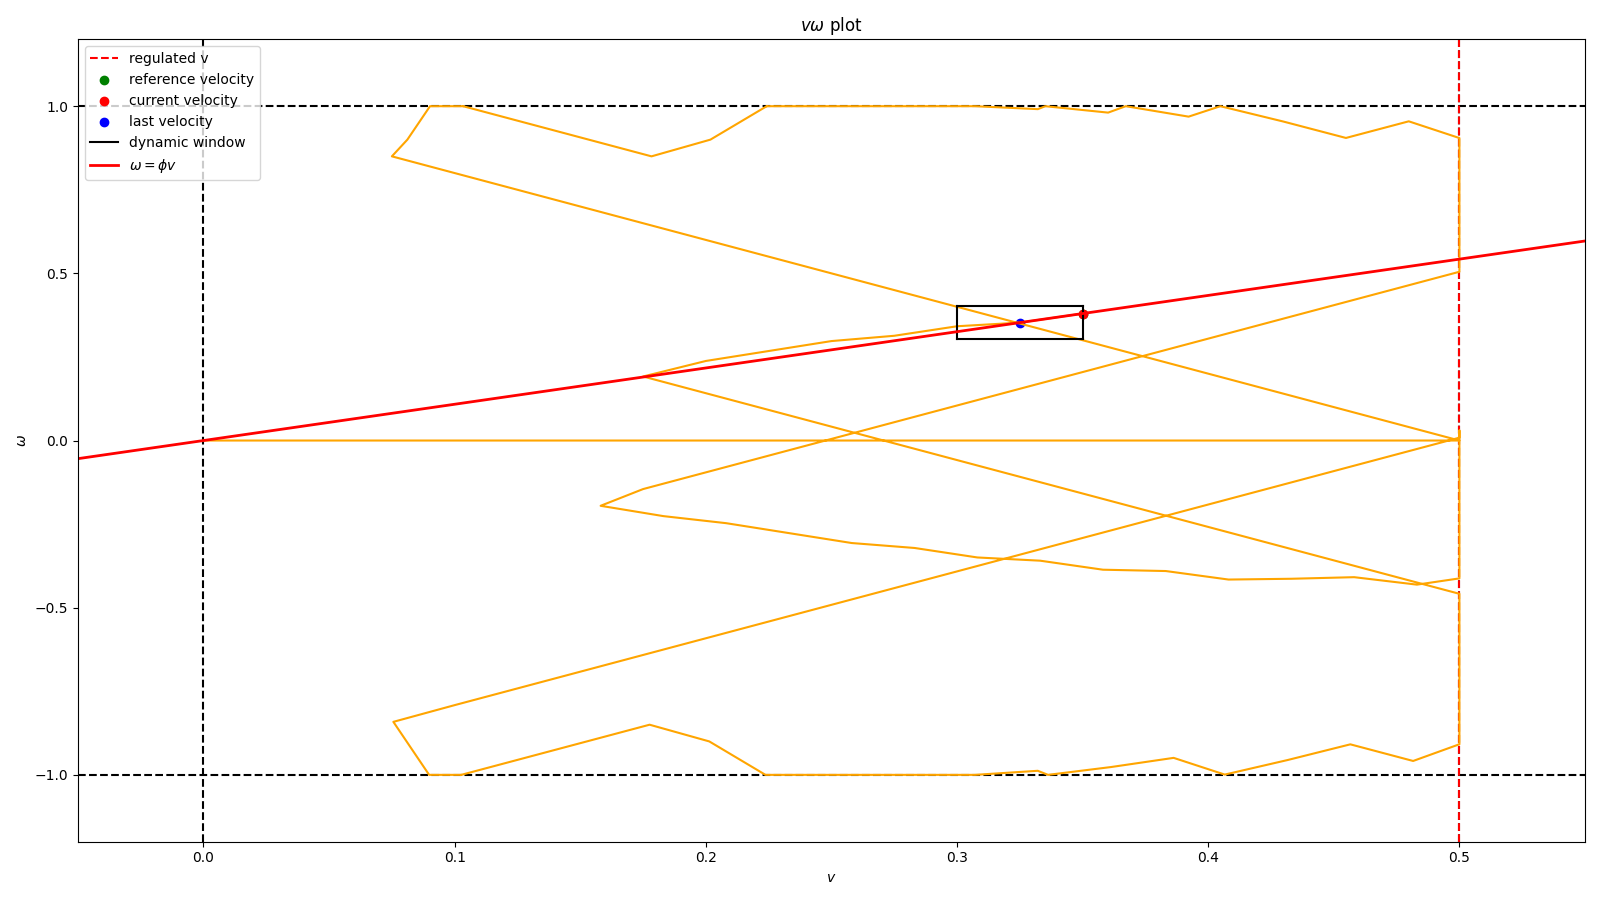 vω plot
regulated v
reference velocity
current velocity
last velocity
dynamic window
ω = ϕv
1.0
0.5
0.0
−0.5
−1.0
ω
0.0 0.1 0.2 0.3 0.4 0.5
v